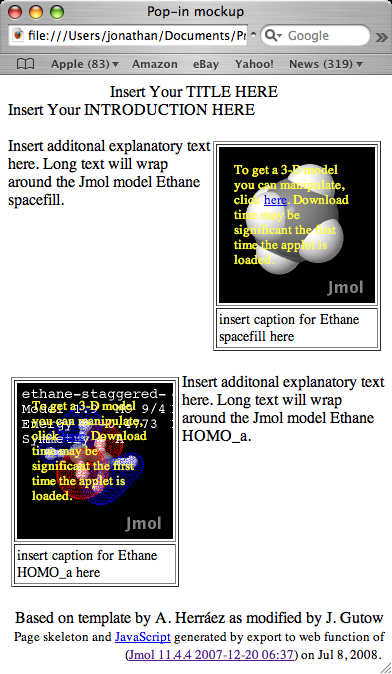 Pop-in mockup
file:///Users/jonathan/Documents/Pr
Google
Apple (83)▾ Amazon eBay Yahoo! News (319)▾ »
Insert Your TITLE HERE
Insert Your INTRODUCTION HERE
Insert additonal explanatory text
here. Long text will wrap
around the Jmol model Ethane
spacefill.
To get a 3-D model
you can manipulate,
click here. Download
time may be
significant the first
time the applet is
loaded.
Jmol
insert caption for Ethane
spacefill here
ethane-staggered-
To get a 3-D model
you can manipulate,
click here. Download
time may be
significant the first
time the applet is
loaded.
Jmol
insert caption for Ethane
HOMO_a here
Insert additonal explanatory text
here. Long text will wrap
around the Jmol model Ethane
HOMO_a.
Based on template by A. Herráez as modified by J. Gutow
Page skeleton and JavaScript generated by export to web function of
(Jmol 11.4.4 2007-12-20 06:37) on Jul 8, 2008.